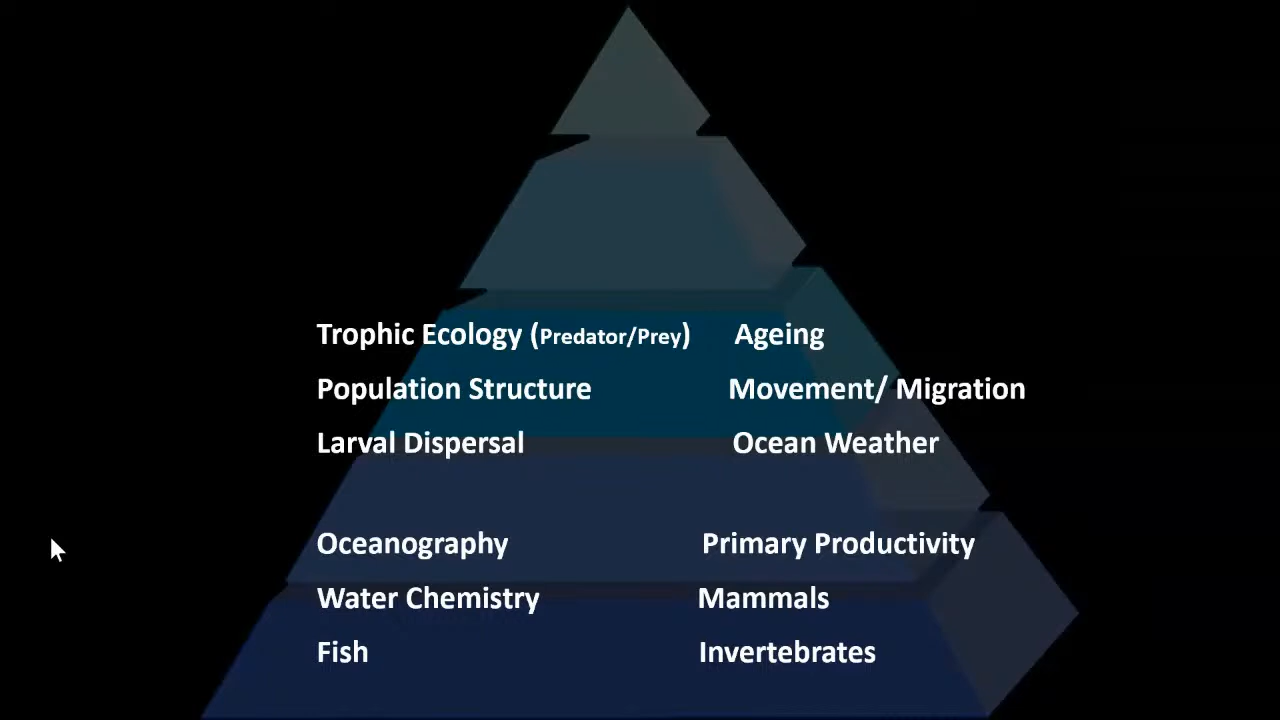 Trophic Ecology (Predator/Prey) Ageing
Population Structure Movement/ Migration
Larval Dispersal Ocean Weather
Oceanography Primary Productivity
Water Chemistry Mammals
Fish Invertebrates